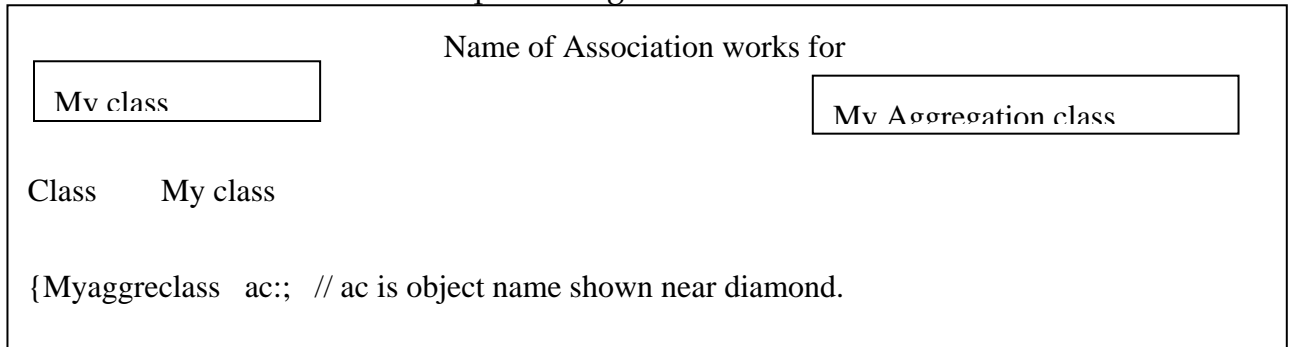 Name of Association works for
My class
My Aggregation class
Class My class
{Myaggreclass ac:; // ac is object name shown near diamond.